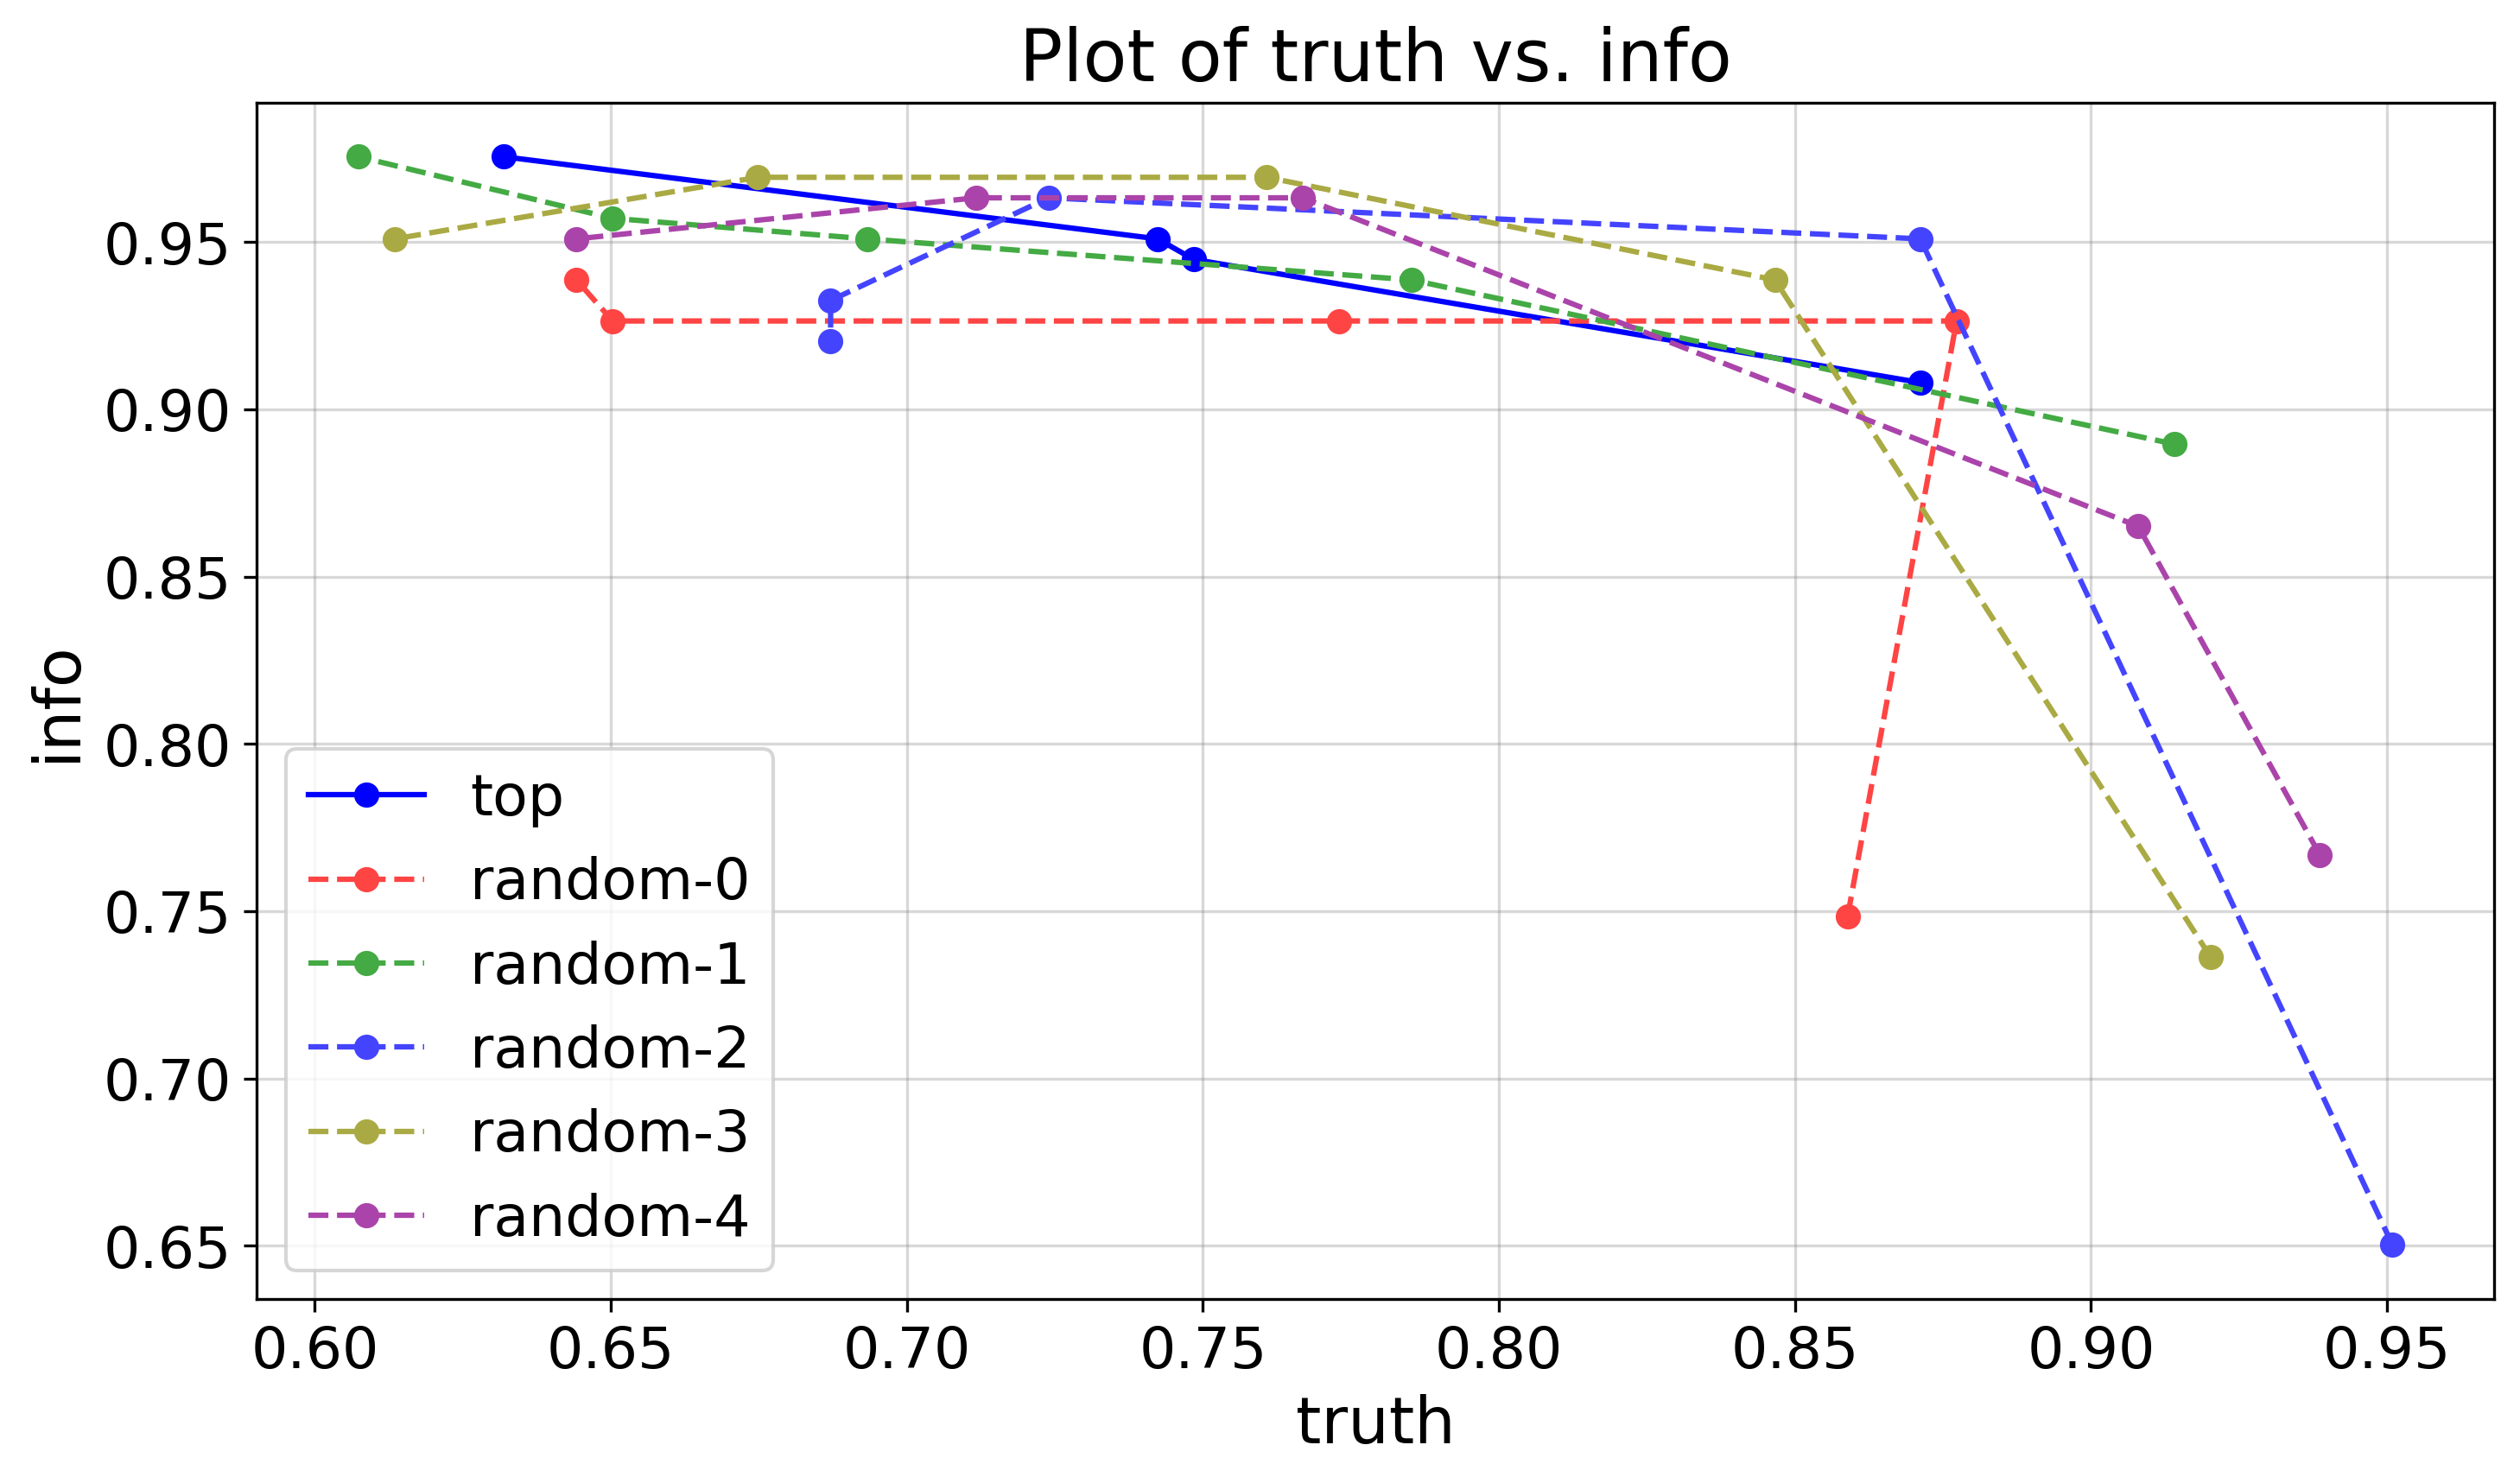 Plot of truth vs. info
info
0.95
0.90
0.85
0.80
0.75
0.70
0.65
top
random-0
random-1
random-2
random-3
random-4
0.60 0.65 0.70 0.75 0.80 0.85 0.90 0.95
truth